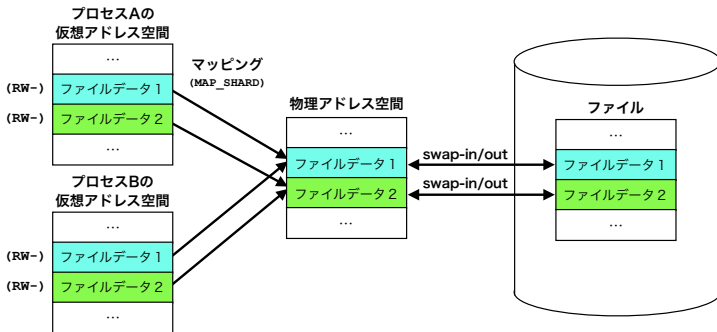 プロセスAの
仮想アドレス空間
…
(RW-) ファイルデータ1
(RW-) ファイルデータ2
…
マッピング
(MAP_SHARD)
プロセスBの
仮想アドレス空間
…
(RW-) ファイルデータ1
(RW-) ファイルデータ2
…
物理アドレス空間
…
ファイルデータ1
ファイルデータ2
…
swap-in/out
swap-in/out
ファイル
…
ファイルデータ1
ファイルデータ2
…